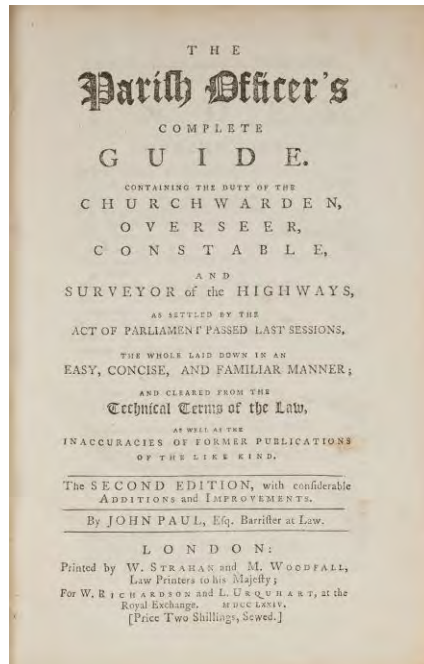 THE
Pariſh Officer's
COMPLETE
GUIDE.
CONTAINING THE DUTY OF THE
CHURCHWARDEN,
OVERSEER,
CONSTABLE,
AND
SURVEYOR of the HIGHWAYS,
AS SETTLED BY THE
ACT OF PARLIAMENT PASSED LAST SESSIONS,
THE WHOLE LAID DOWN IN AN
EASY, CONCISE, AND FAMILIAR MANNER;
AND CLEARED FROM THE
Technical Terms of the Law,
AS WELL AS THE
INACCURACIES OF FORMER PUBLICATIONS
OF THE LIKE KIND.
The SECOND EDITION, with conſiderable
ADDITIONS and IMPROVEMENTS.
By JOHN PAUL, Eſq. Barriſter at Law.
LONDON:
Printed by W. STRAHAN and M. WOODFALL,
Law Printers to his Majeſty;
For W. RICHARDSON and L. URQUHART, at the
Royal Exchange. MDCCLXXIV.
[Price Two Shillings, Sewed.]